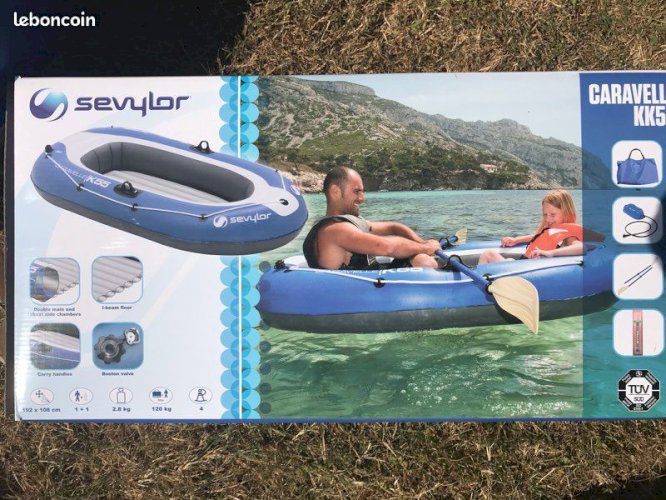 leboncoin
sevylor
CARAVELLE KK55
sevylor
Double main and
I-beam floor
Carry handles
Boston valve
192 x 108 cm
1 + 1
2,8 kg
120 kg
4
CARAVELL
KK5
TÜV
SÜD